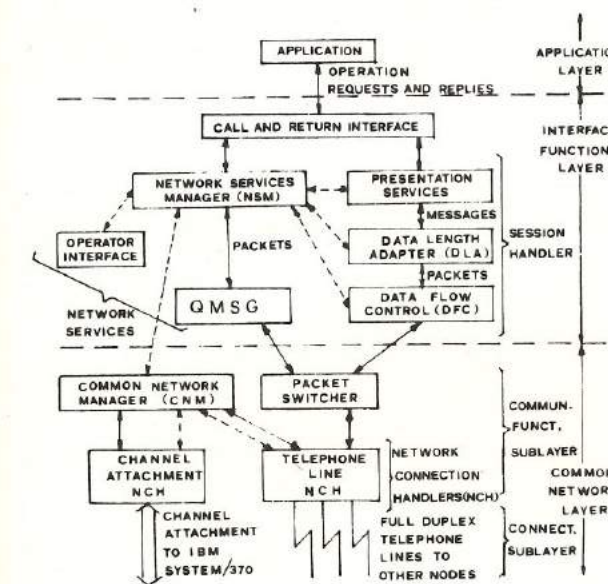 APPLICATION
OPERATION
REQUESTS AND REPLIES
APPLICATION
LAYER
CALL AND RETURN INTERFACE
INTERFACE
FUNCTION
LAYER
NETWORK SERVICES
MANAGER (NSM)
PRESENTATION
SERVICES
MESSAGES
OPERATOR
INTERFACE
PACKETS
DATA LENGTH
ADAPTER (DLA)
SESSION
HANDLER
PACKETS
NETWORK
SERVICES
QMSG
DATA FLOW
CONTROL (DFC)
COMMON NETWORK
MANAGER (CNM)
PACKET
SWITCHER
COMMUN.
FUNCT.
SUBLAYER
CHANNEL
ATTACHMENT
NCH
TELEPHONE
LINE
NCH
NETWORK
CONNECTION
HANDLERS(NCH)
COMMON
NETWORK
LAYER
CHANNEL
ATTACHMENT
TO IBM
SYSTEM/370
FULL DUPLEX
TELEPHONE
LINES TO
OTHER NODES
CONNECT.
SUBLAYER